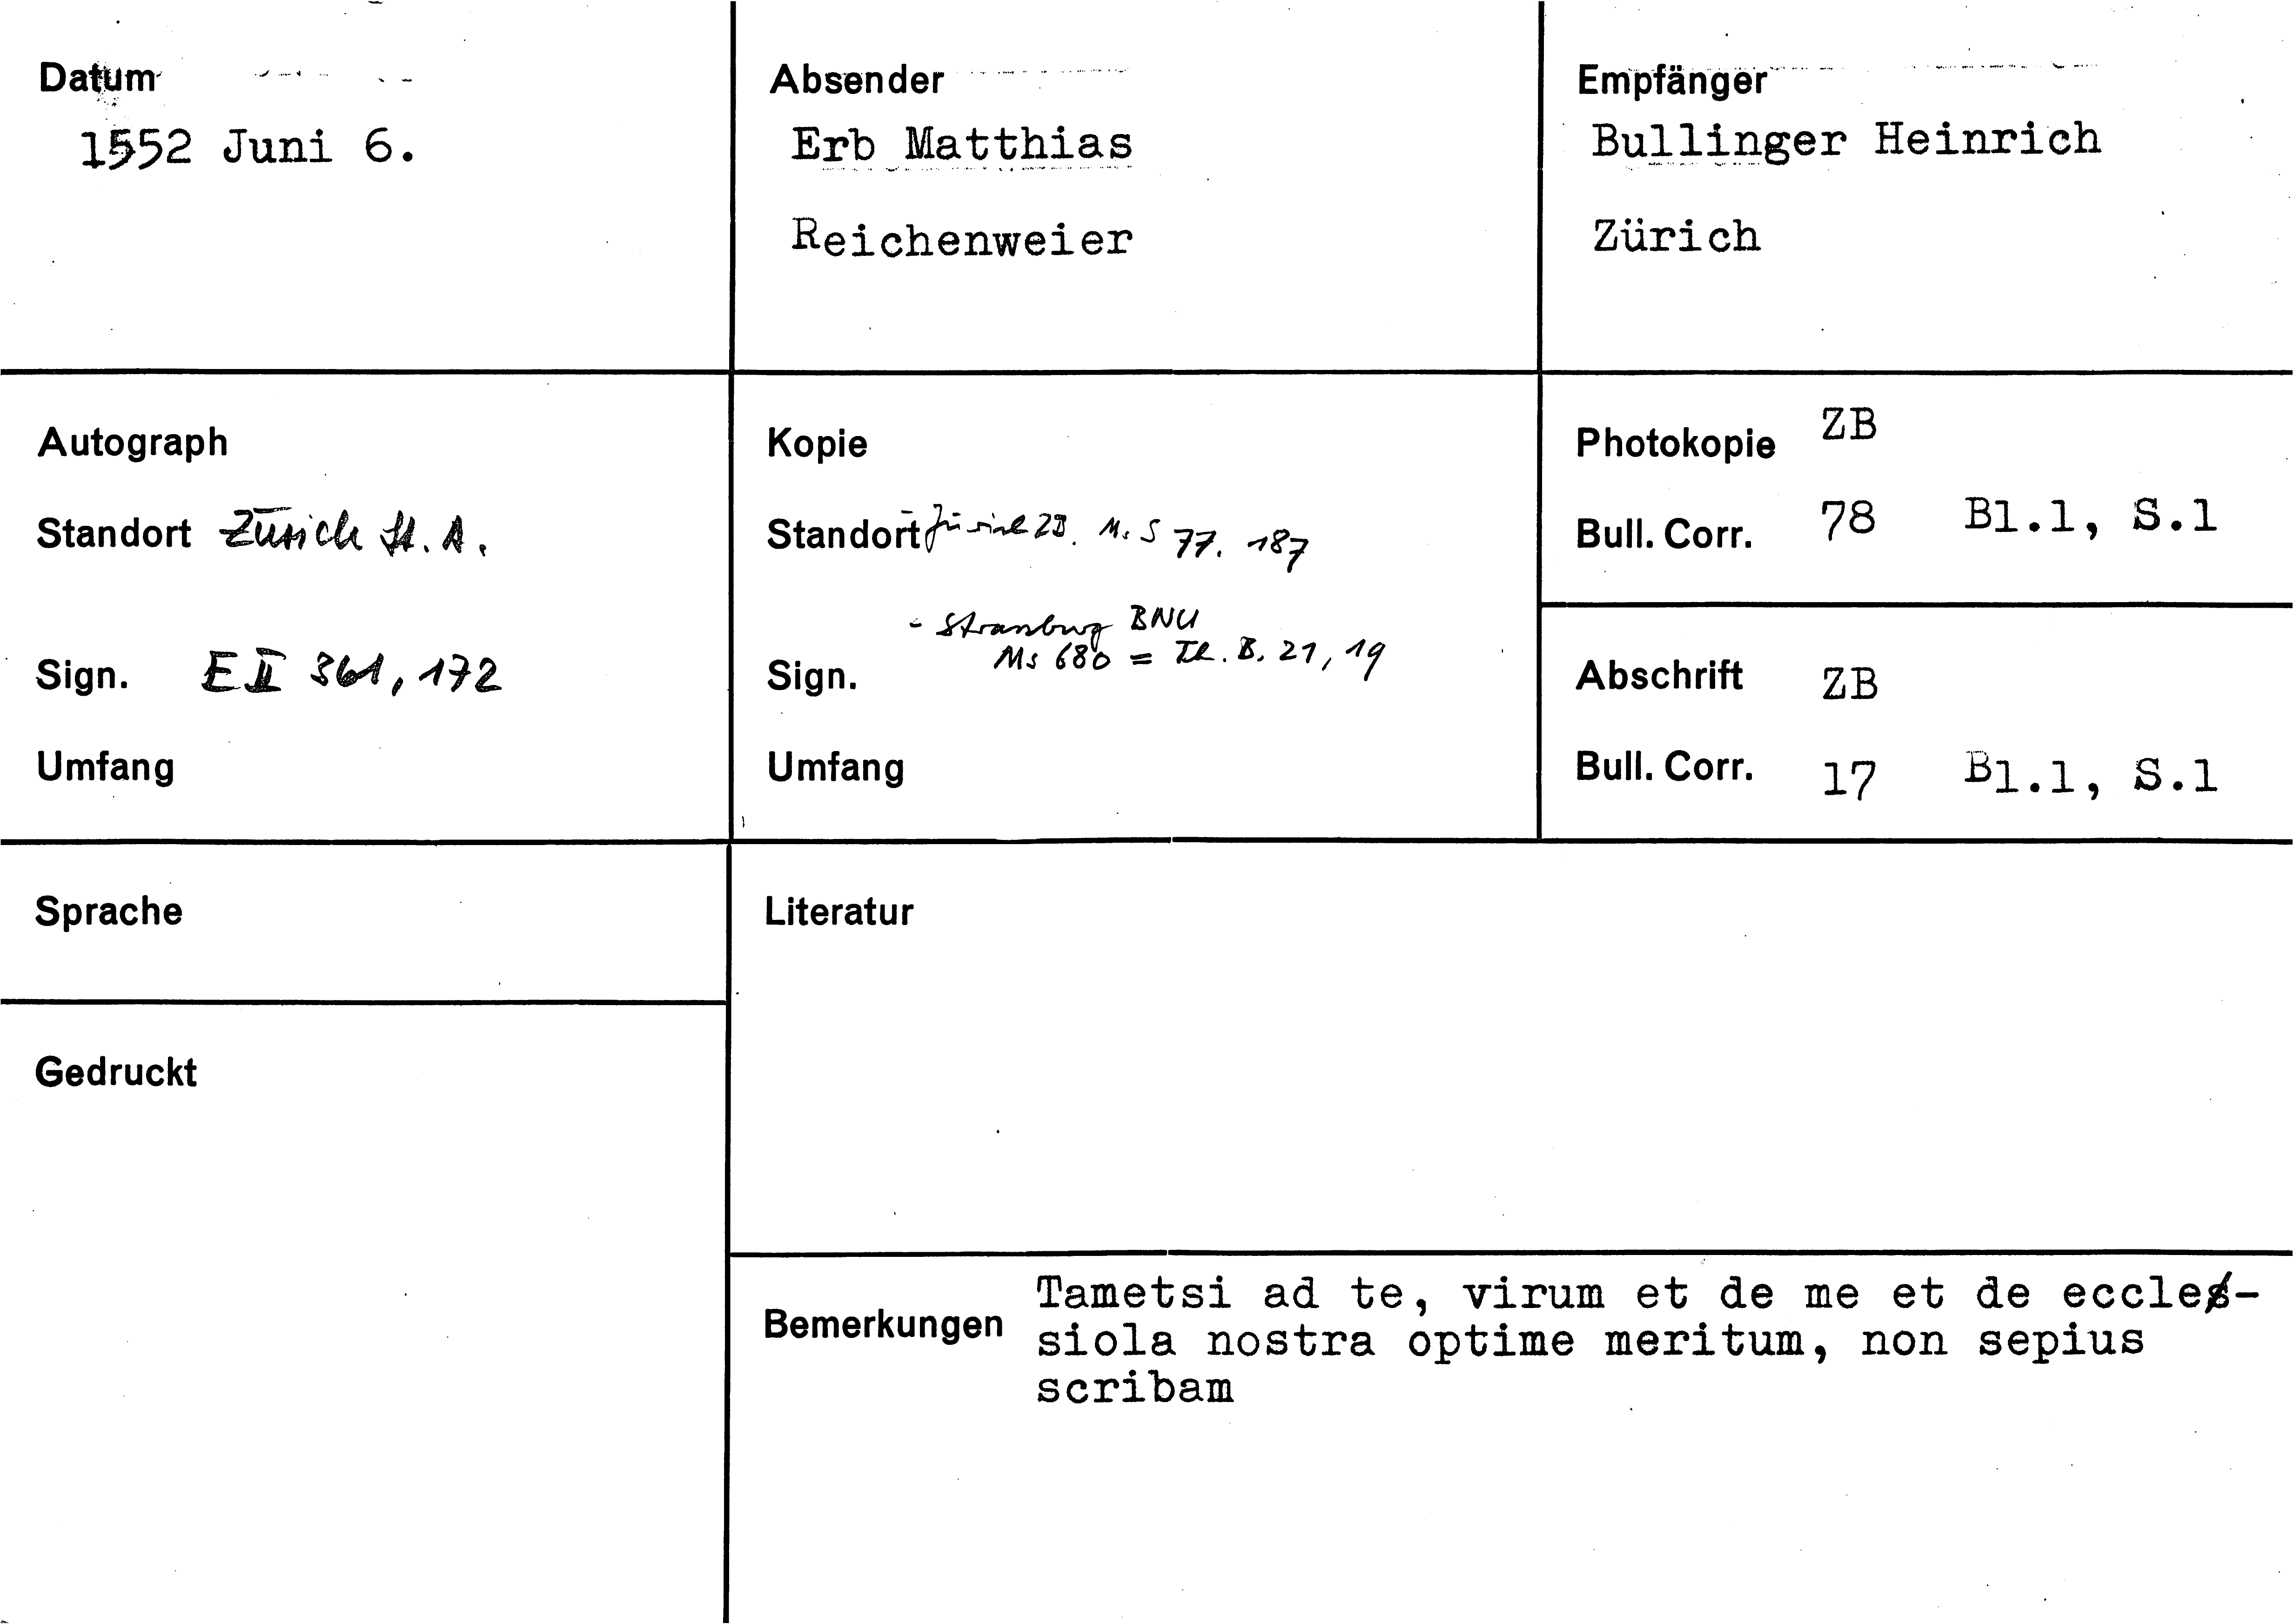 Datum
1552 Juni 6.
Absender
Erb Matthias
Reichenweier
Empfänger
Bullinger Heinrich
Zürich
Autograph
Standort Zürich St. A.
Sign. E II 361, 172
Umfang
Kopie
Standort - Zürich ZB. Ms S 77. 187
- Strassburg BNU
Ms 680 = Th. B. 21, 19
Sign.
Umfang
Photokopie ZB
Bull. Corr. 78 Bl.1, S.1
Abschrift ZB
Bull. Corr. 17 Bl.1, S.1
Sprache
Gedruckt
Literatur
Bemerkungen
Tametsi ad te, virum et de me et de eccle-
siola nostra optime meritum, non sepius
scribam